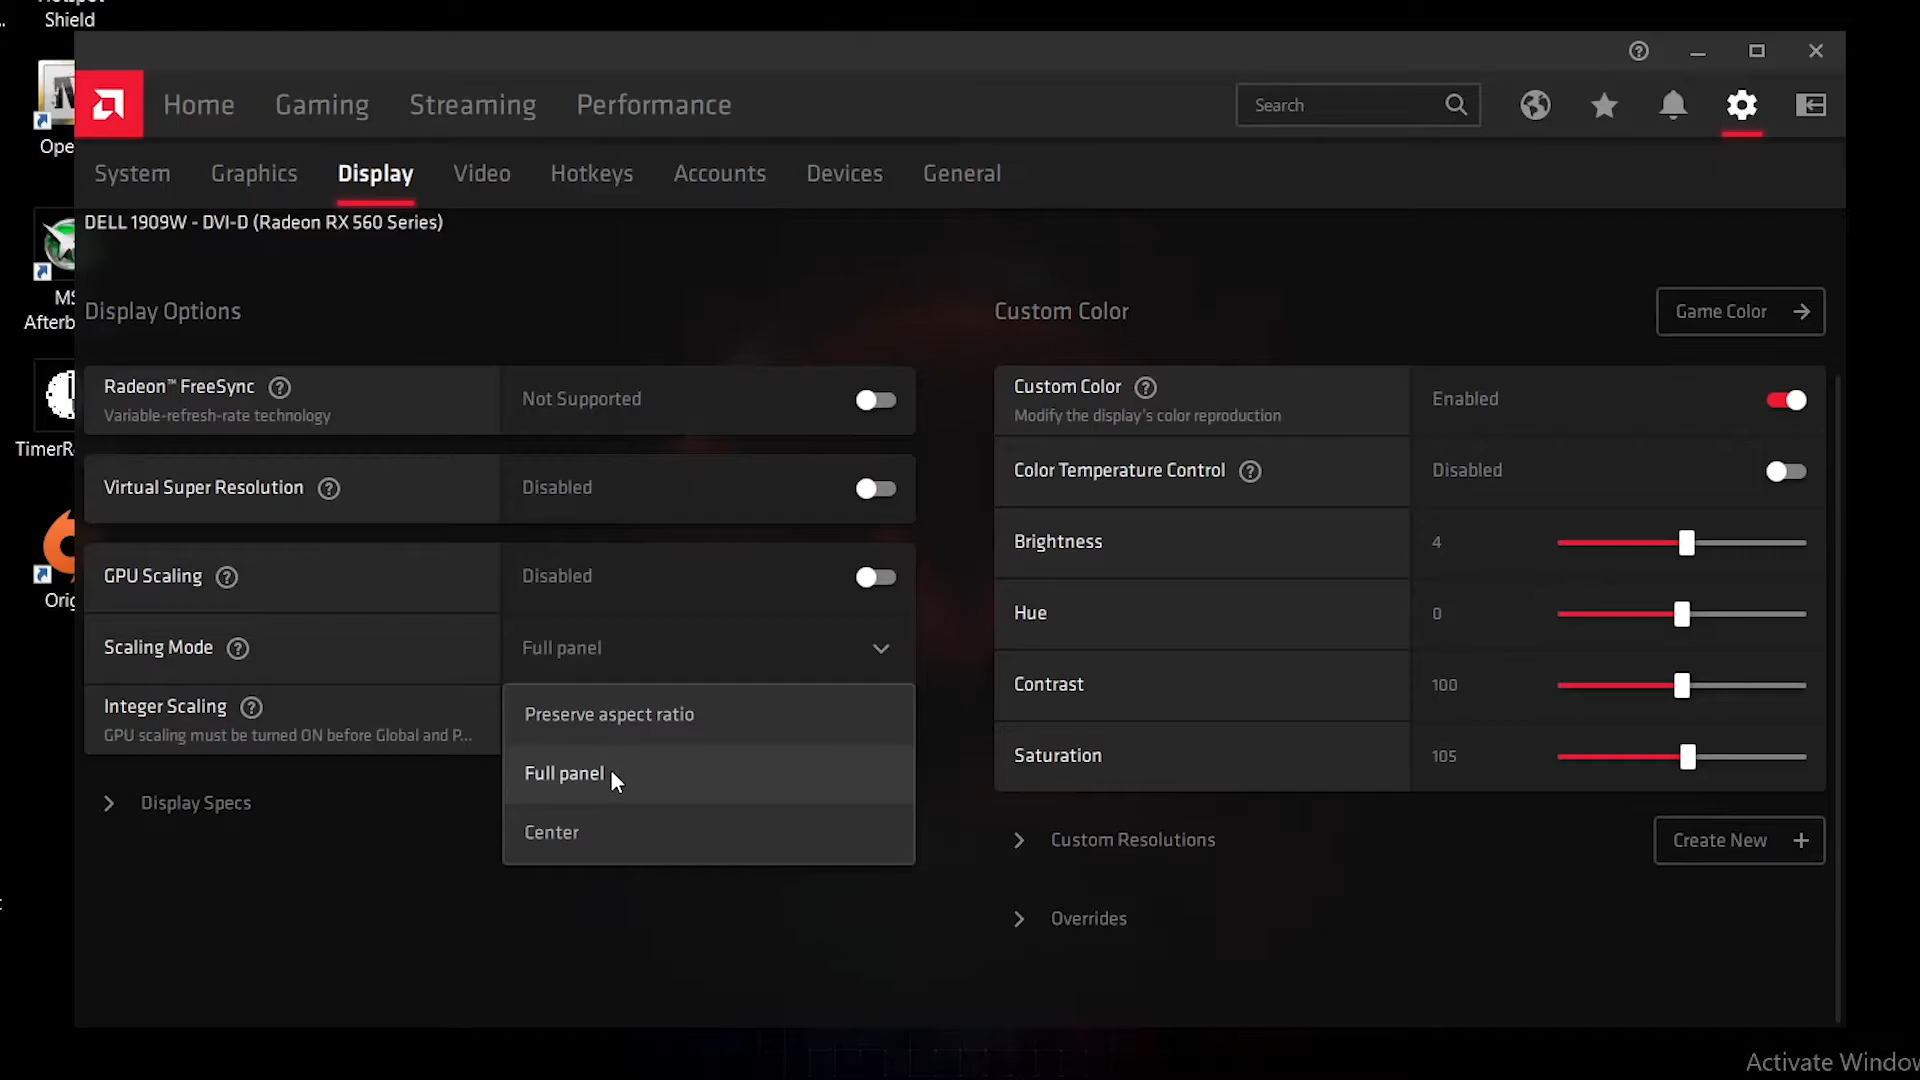 Shield
Home Gaming Streaming Performance
Search
System Graphics Display Video Hotkeys Accounts Devices General
DELL 1909W - DVI-D (Radeon RX 560 Series)
Display Options
Radeon™ FreeSync
Variable-refresh-rate technology
Not Supported
Virtual Super Resolution
Disabled
GPU Scaling
Disabled
Scaling Mode
Full panel
Integer Scaling
GPU scaling must be turned ON before Global and P...
Preserve aspect ratio
Full panel
Center
Display Specs
Custom Color
Game Color
Custom Color
Modify the display's color reproduction
Enabled
Color Temperature Control
Disabled
Brightness
4
Hue
0
Contrast
100
Saturation
105
Custom Resolutions
Create New
Overrides
Ope
MS
Afterb
TimerR
Orig
Activate Window